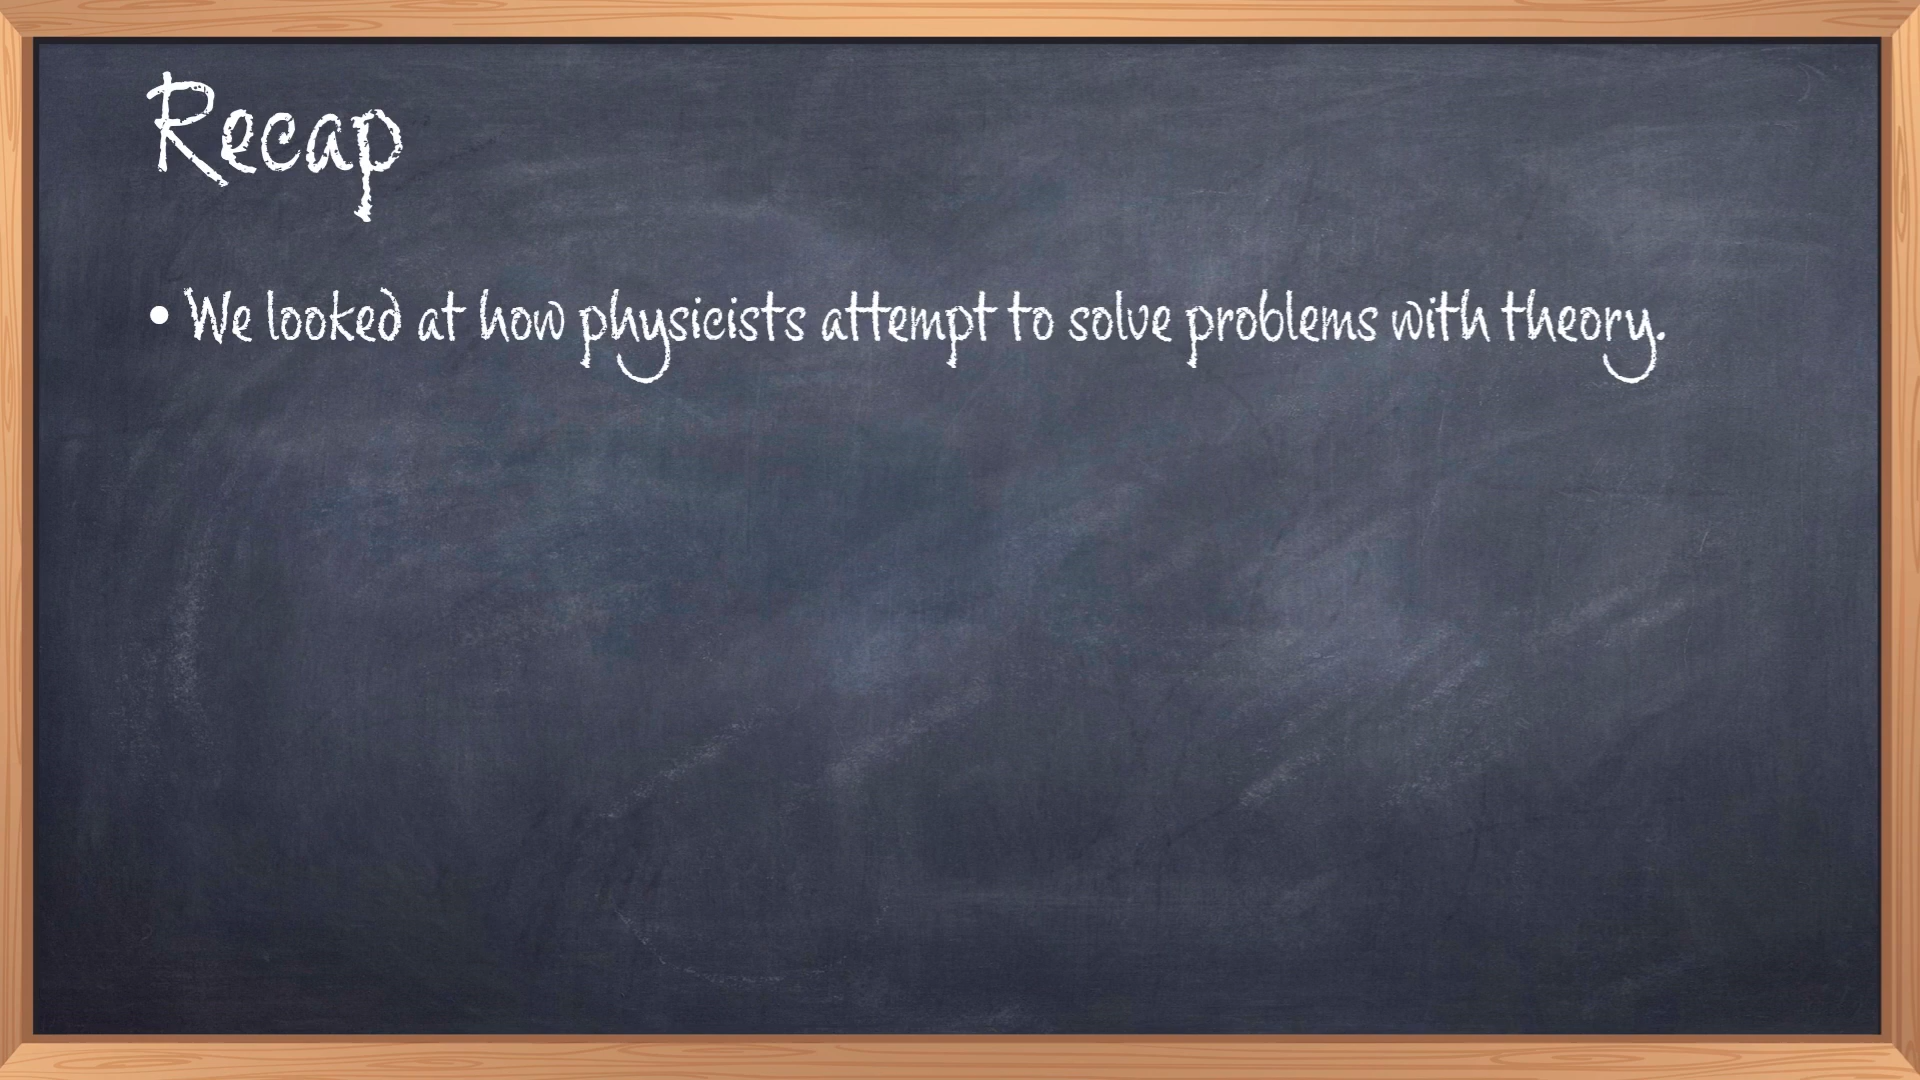 Recap
• We looked at how physicists attempt to solve problems with theory.